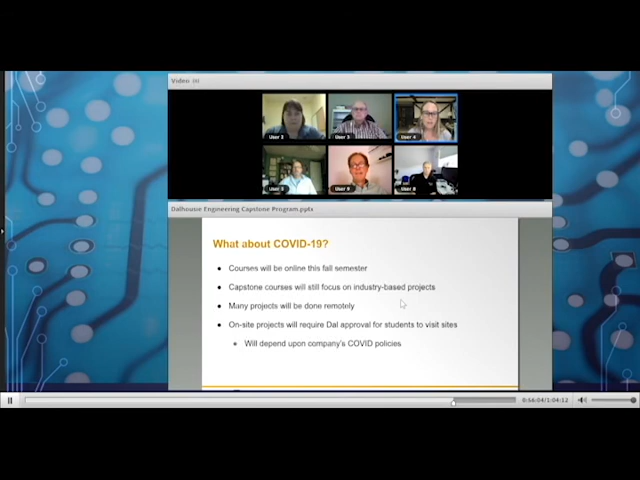 Video (6)
User 2
User 3
User 4
User 9
User 8
Dalhousie Engineering Capstone Program.pptx
What about COVID-19?
• Courses will be online this fall semester
• Capstone courses will still focus on industry-based projects
• Many projects will be done remotely
• On-site projects will require Dal approval for students to visit sites
• Will depend upon company's COVID policies
0:56:04/1:04:12